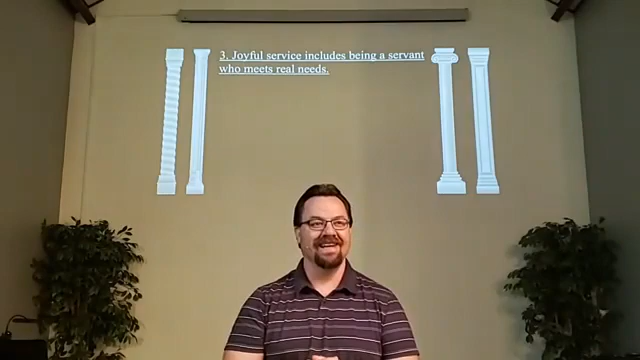 3. Joyful service includes being a servant
who meets real needs.